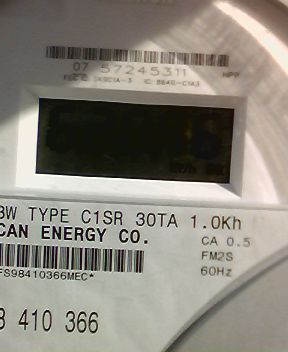 07 57245311
HPP
3W TYPE C1SR 30TA 1.0Kh
CAN ENERGY CO.
CA 0.5
FM2S
60Hz
FS98410366MEC*
8 410 366